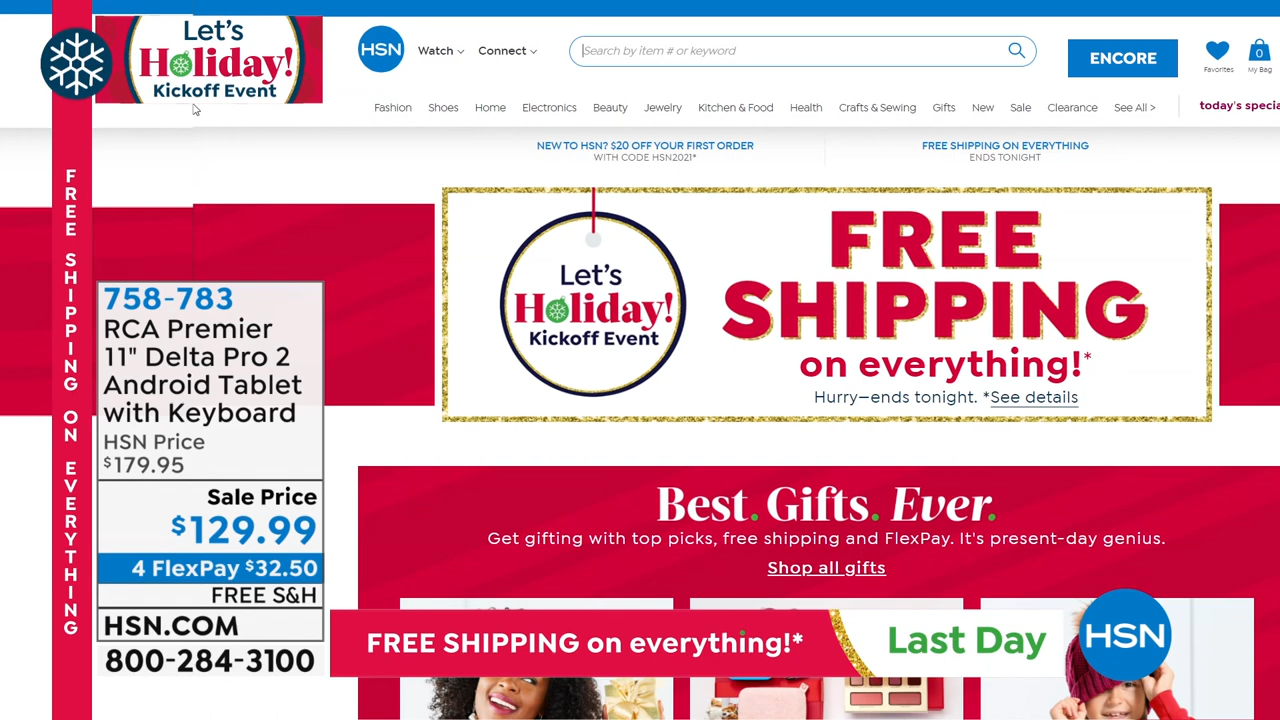 Let's
Holiday!
Kickoff Event
FREE SHIPPING ON EVERYTHING
758-783
RCA Premier
11" Delta Pro 2
Android Tablet
with Keyboard
HSN Price
$179.95
Sale Price
$129.99
4 FlexPay $32.50
FREE S&H
HSN.COM
800-284-3100
HSN
Watch
Connect
Search by item # or keyword
ENCORE
Favorites
0
My Bag
Fashion Shoes Home Electronics Beauty Jewelry Kitchen & Food Health Crafts & Sewing Gifts New Sale Clearance See All > today's specia
NEW TO HSN? $20 OFF YOUR FIRST ORDER
WITH CODE HSN2021*
FREE SHIPPING ON EVERYTHING
ENDS TONIGHT
Let's
Holiday!
Kickoff Event
FREE
SHIPPING
on everything!*
Hurry—ends tonight. *See details
Best. Gifts. Ever.
Get gifting with top picks, free shipping and FlexPay. It's present-day genius.
Shop all gifts
FREE SHIPPING on everything!*
Last Day
HSN